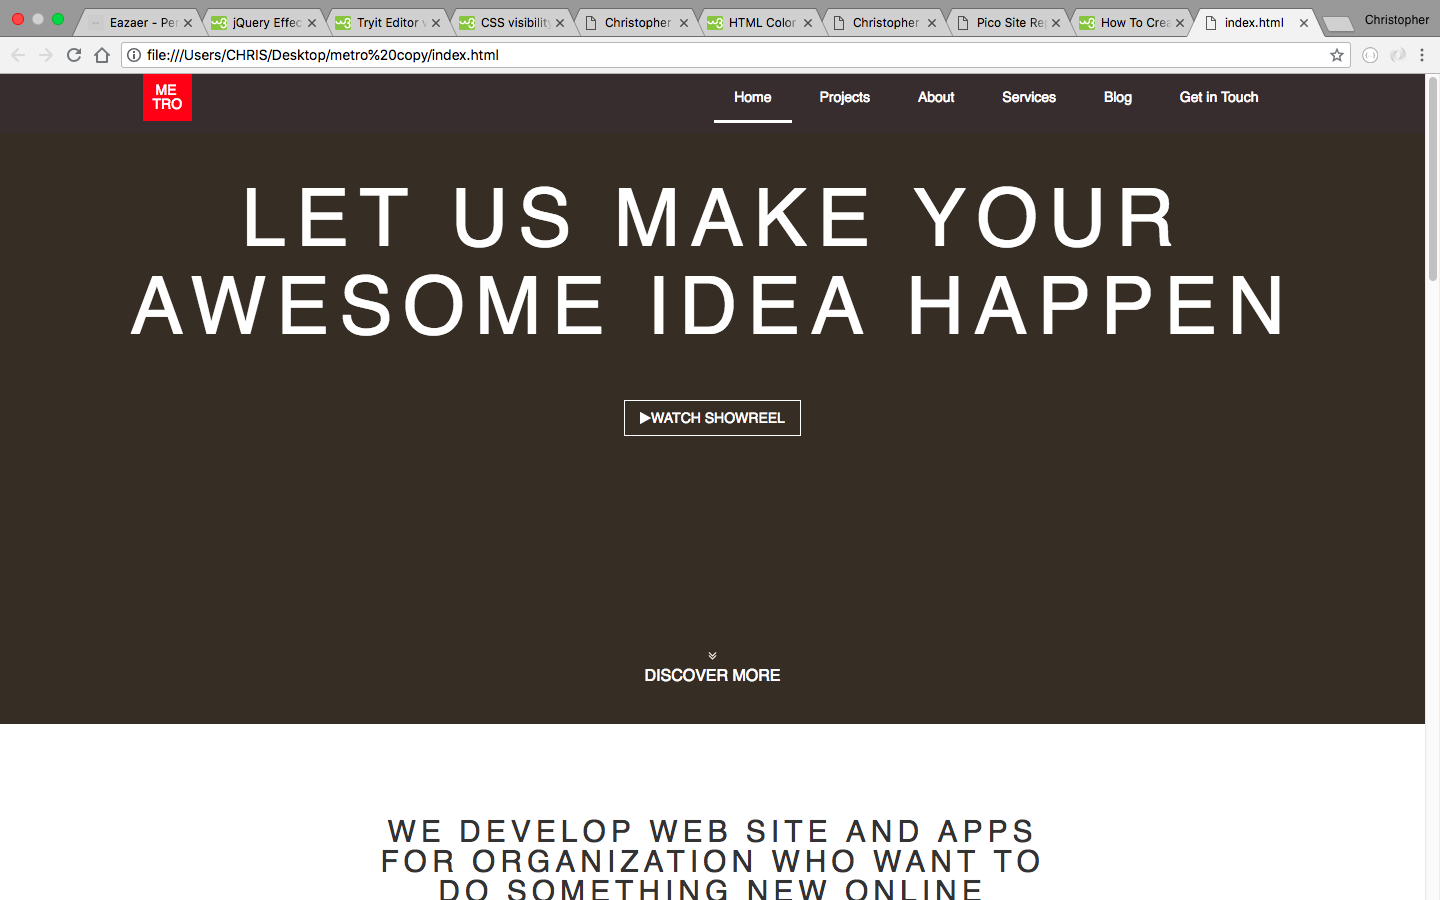 Eazaer - Per
jQuery Effec
Tryit Editor v
CSS visibility
Christopher
HTML Color
Christopher
Pico Site Rep
How To Crea
index.html
Christopher
file:///Users/CHRIS/Desktop/metro%20copy/index.html
ME
TRO
Home
Projects
About
Services
Blog
Get in Touch
LET US MAKE YOUR
AWESOME IDEA HAPPEN
WATCH SHOWREEL
DISCOVER MORE
WE DEVELOP WEB SITE AND APPS
FOR ORGANIZATION WHO WANT TO
DO SOMETHING NEW ONLINE